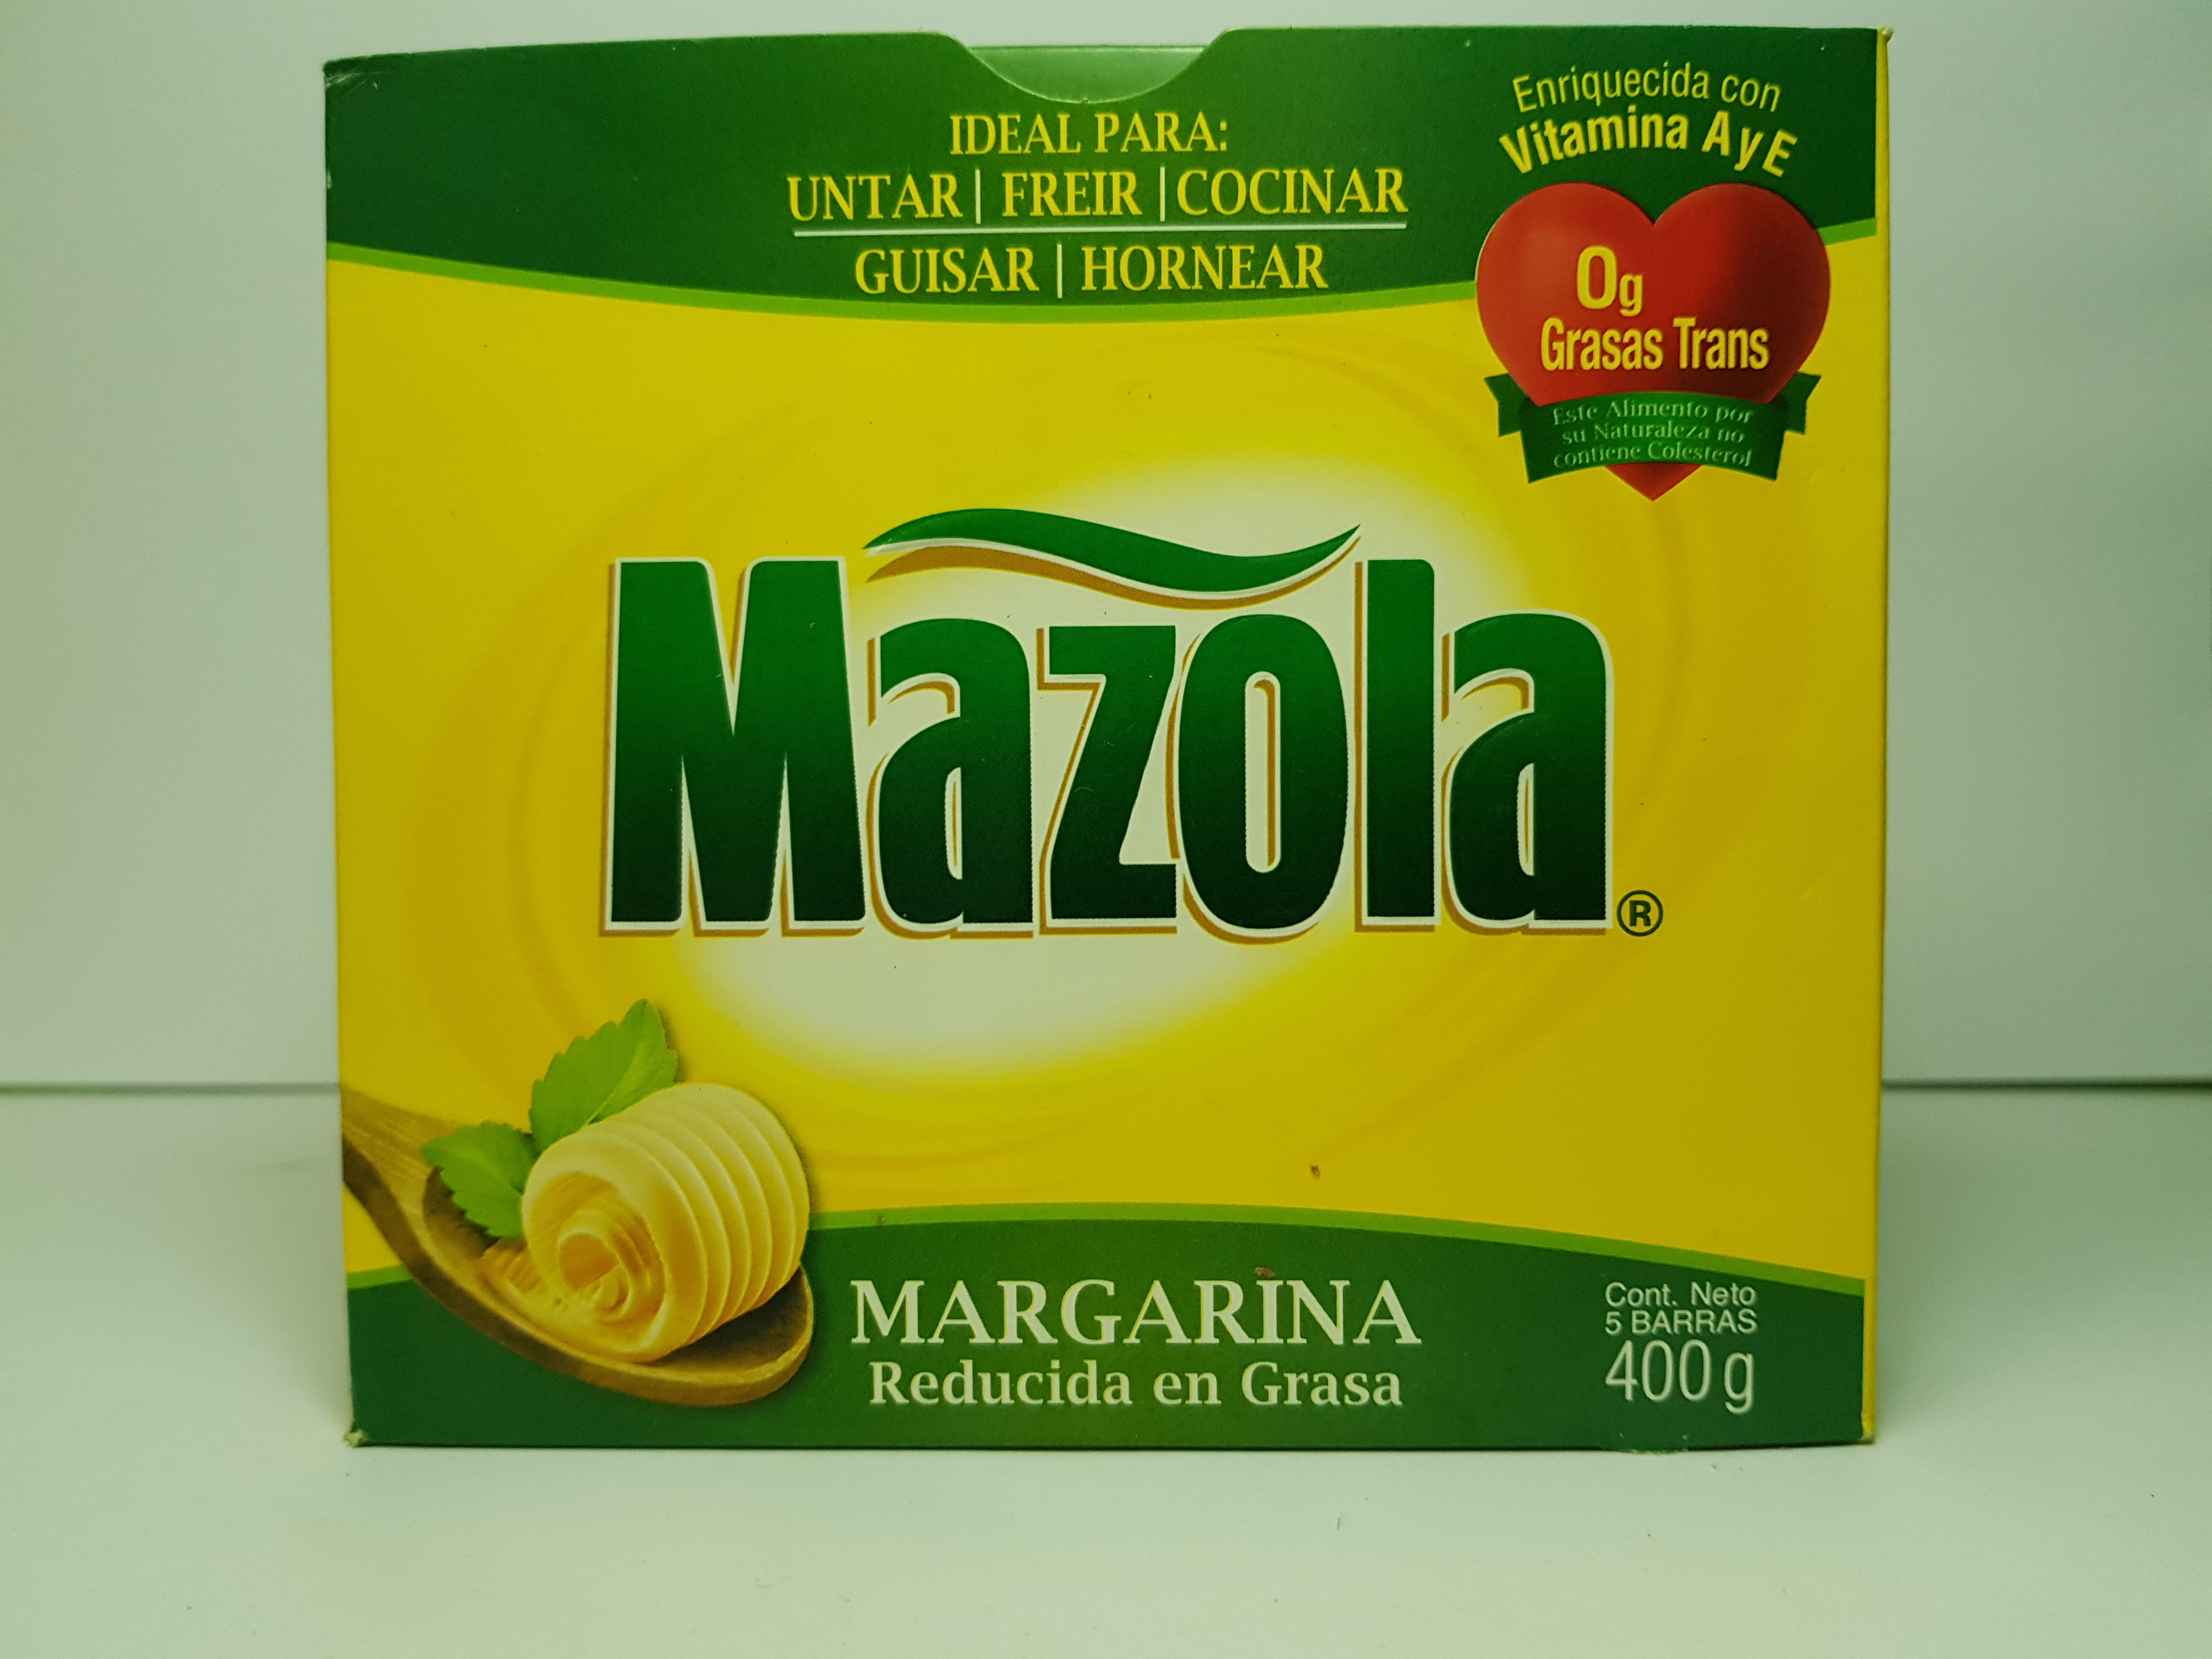 IDEAL PARA:
UNTAR | FREIR | COCINAR
GUISAR | HORNEAR
Enriquecida con
Vitamina A y E
0g
Grasas Trans
Este Alimento por
su Naturaleza no
contiene Colesterol
Mazola®
MARGARINA
Reducida en Grasa
Cont. Neto
5 BARRAS
400 g